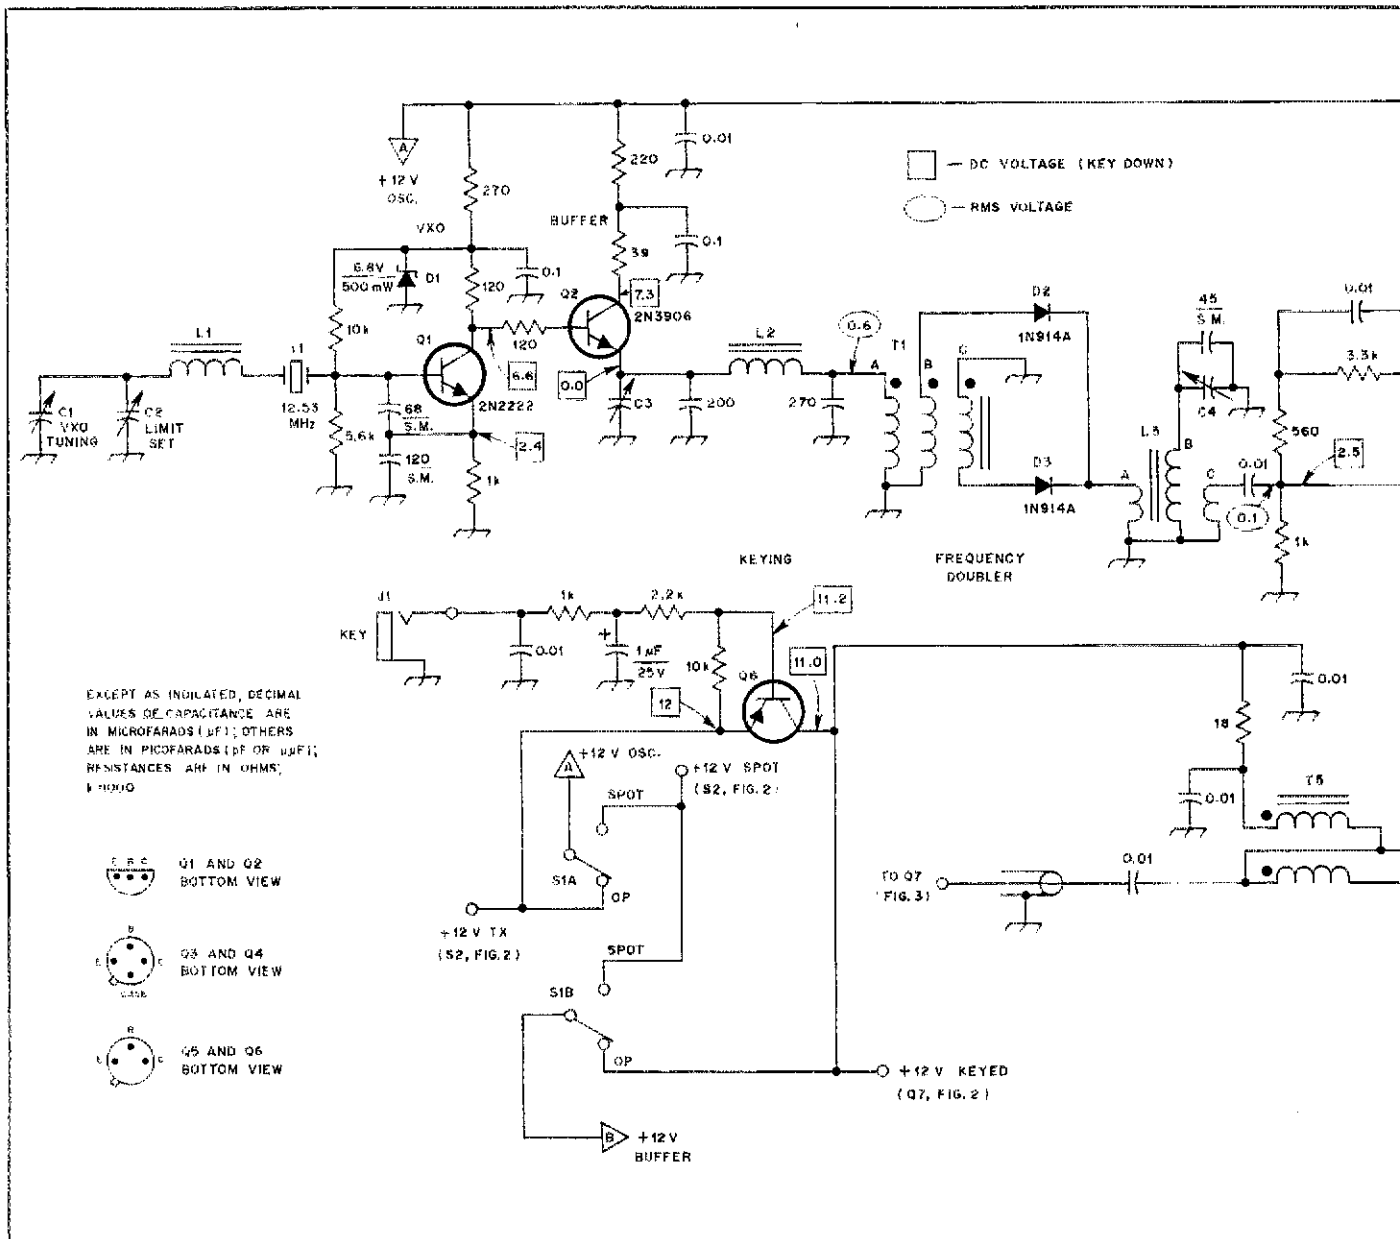 0.01
220
A
+12 V
OSC.
270
— DC VOLTAGE (KEY DOWN)
— RMS VOLTAGE
VXO
BUFFER
0.1
39
6.8V
500 mW
D1
0.1
120
Q2
7.3
2N3906
10k
L1
Y1
Q1
120
6.6
L2
0.6
T1
A
B
C
D2
1N914A
45
S.M.
C4
0.01
3.3k
C1
VXO
TUNING
C2
LIMIT
SET
12.53
MHz
5.6k
68
S.M.
120
S.M.
2N2222
2.4
1k
0.0
C3
200
270
D3
1N914A
L3
A
B
C
0.01
0.1
560
2.5
1k
KEYING
FREQUENCY
DOUBLER
J1
KEY
1k
2.2k
11.2
0.01
+
1 µF
25V
10k
Q6
11.0
12
0.01
18
EXCEPT AS INDICATED, DECIMAL
VALUES OF CAPACITANCE ARE
IN MICROFARADS (µF); OTHERS
ARE IN PICOFARADS (pF OR µµF);
RESISTANCES ARE IN OHMS;
A
+12 V OSC.
+12 V SPOT
(S2, FIG. 2)
SPOT
0.01
T5
E B C
Q1 AND Q2
BOTTOM VIEW
S1A
OP
TO Q7
(FIG. 3)
0.01
+12 V TX
(S2, FIG. 2)
B
E
C
CASE
Q3 AND Q4
BOTTOM VIEW
SPOT
S1B
OP
B
E
C
Q5 AND Q6
BOTTOM VIEW
+12 V KEYED
(Q7, FIG. 2)
B
+12 V
BUFFER